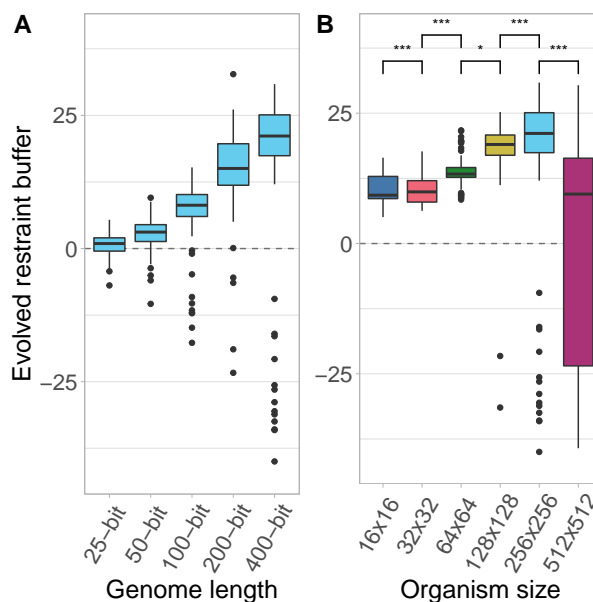 A
B
Evolved restraint buffer
25
0
−25
25−bit
50−bit
100−bit
200−bit
400−bit
Genome length
***
***
***
*
***
25
0
−25
16x16
32x32
64x64
128x128
256x256
512x512
Organism size